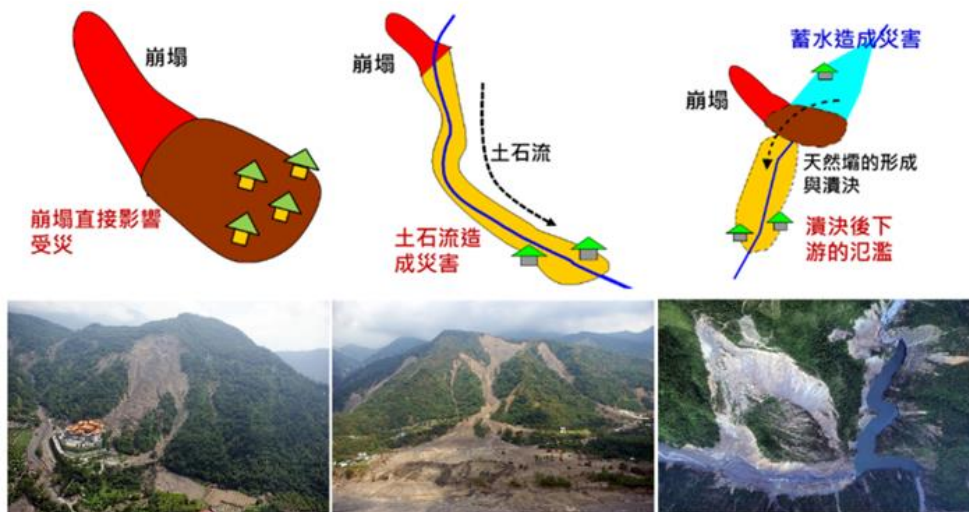 崩塌
崩塌直接影響
受災
崩塌
土石流
土石流造
成災害
蓄水造成災害
崩塌
天然壩的形成
與潰決
潰決後下
游的氾濫